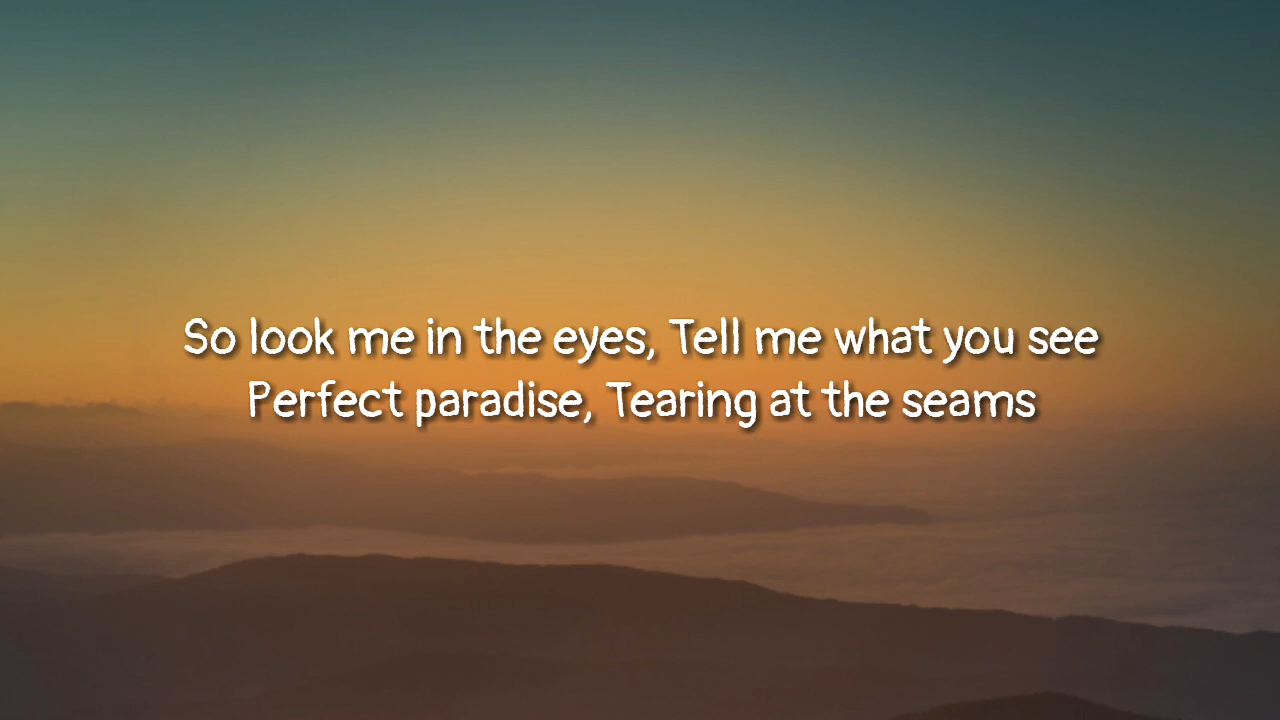 So look me in the eyes, Tell me what you see
Perfect paradise, Tearing at the seams